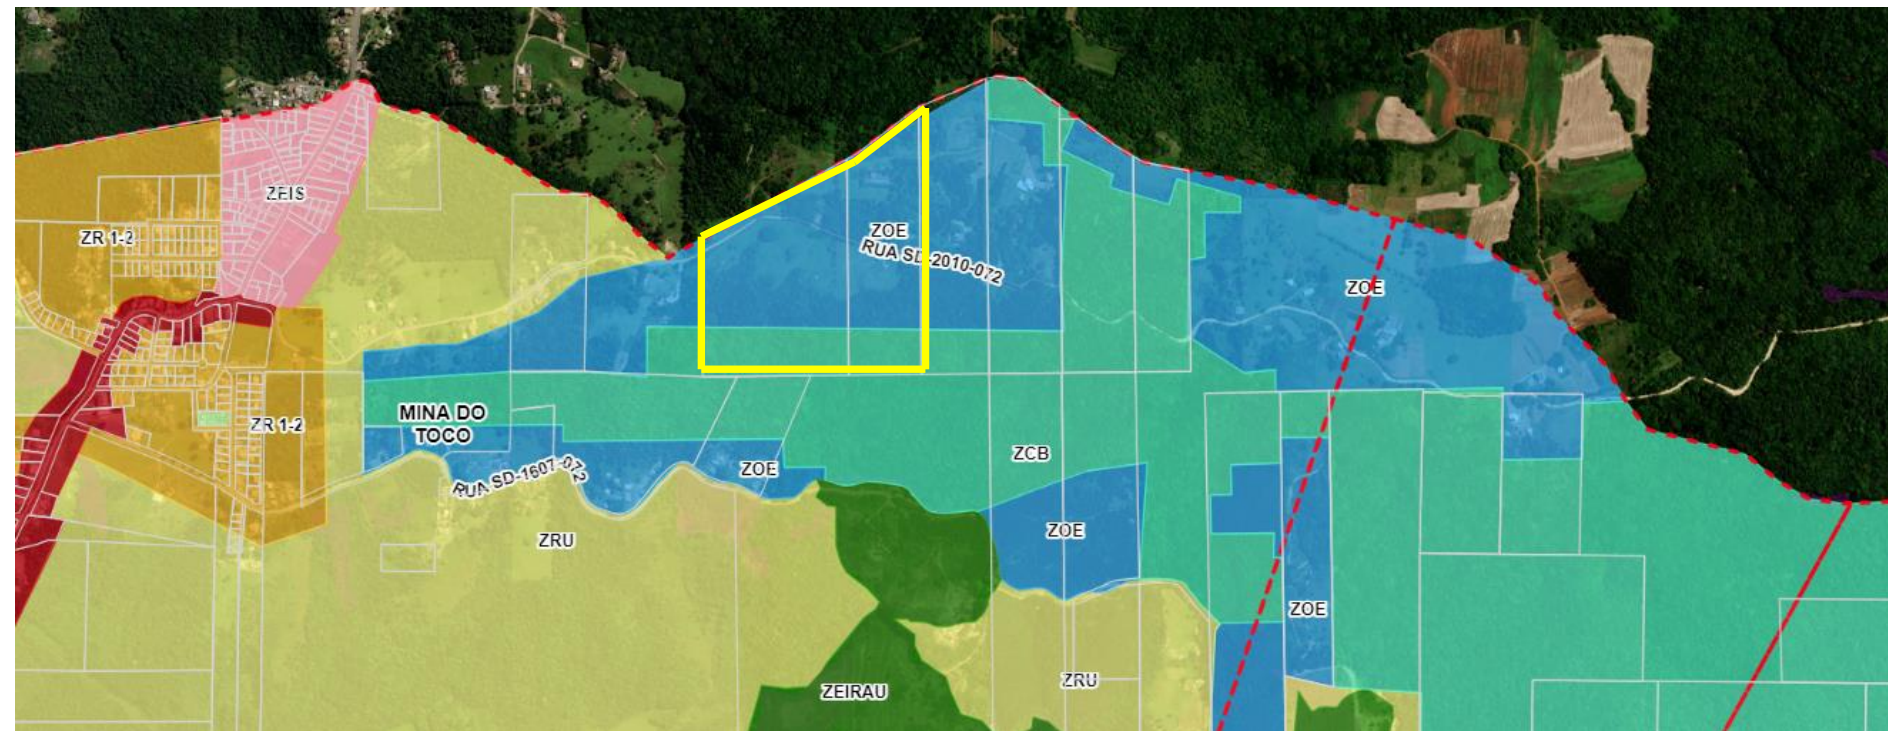 ZEIS
ZR 1-2
ZOE
RUA SD-2010-072
ZOE
MINA DO
TOCO
ZR 1-2
ZCB
ZOE
RUA SD-1607-072
ZOE
ZRU
ZOE
ZRU
ZEIRAU